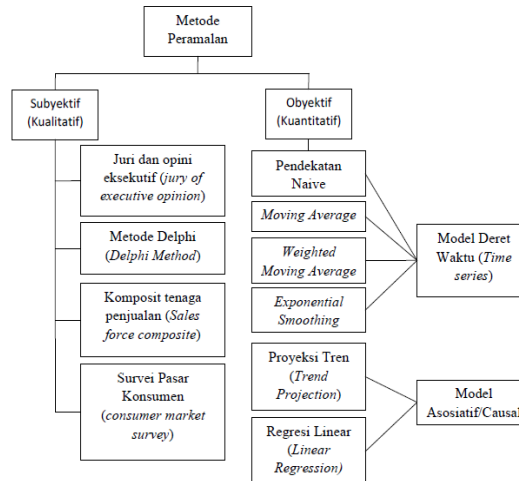 Metode
Peramalan
Subyektif
(Kualitatif)
Obyektif
(Kuantitatif)
Juri dan opini
eksekutif (jury of
executive opinion)
Metode Delphi
(Delphi Method)
Komposit tenaga
penjualan (Sales
force composite)
Survei Pasar
Konsumen
(consumer market
survey)
Pendekatan
Naive
Moving Average
Weighted
Moving Average
Exponential
Smoothing
Proyeksi Tren
(Trend
Projection)
Regresi Linear
(Linear
Regression)
Model Deret
Waktu (Time
series)
Model
Asosiatif/Causal